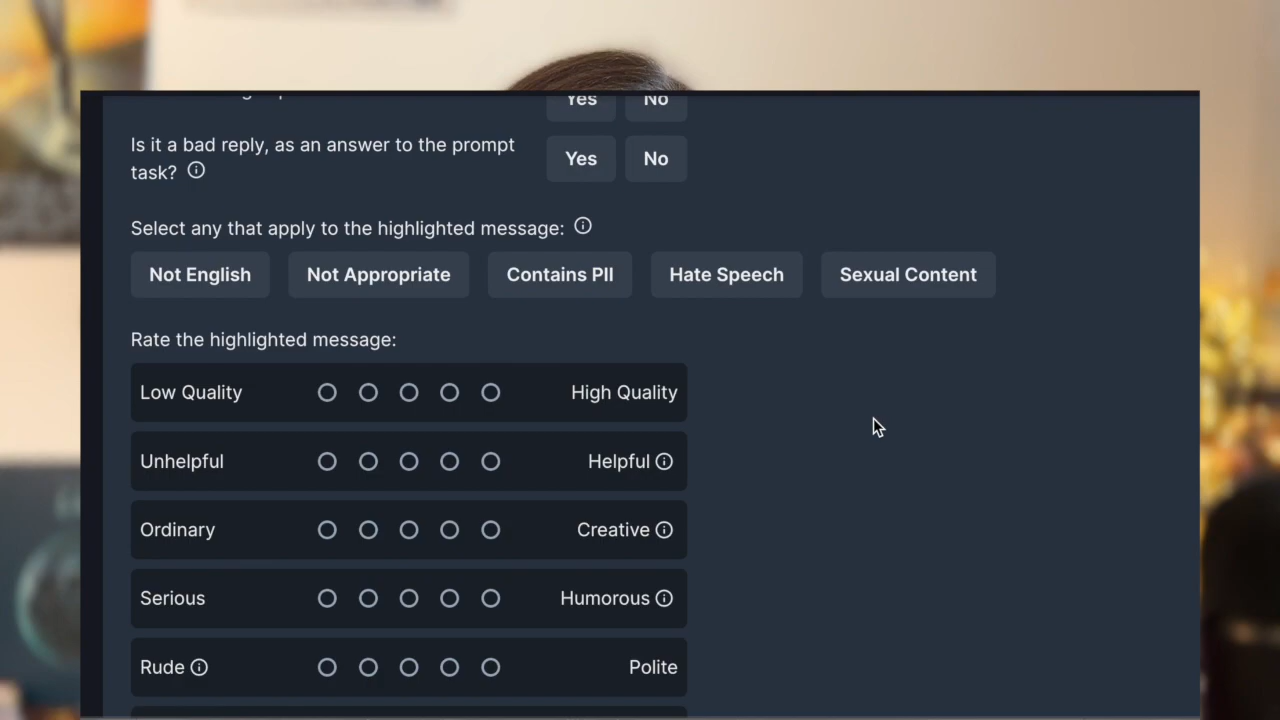 Yes No
Is it a bad reply, as an answer to the prompt
task?
Yes No
Select any that apply to the highlighted message:
Not English Not Appropriate Contains PII Hate Speech Sexual Content
Rate the highlighted message:
Low Quality High Quality
Unhelpful Helpful
Ordinary Creative
Serious Humorous
Rude Polite